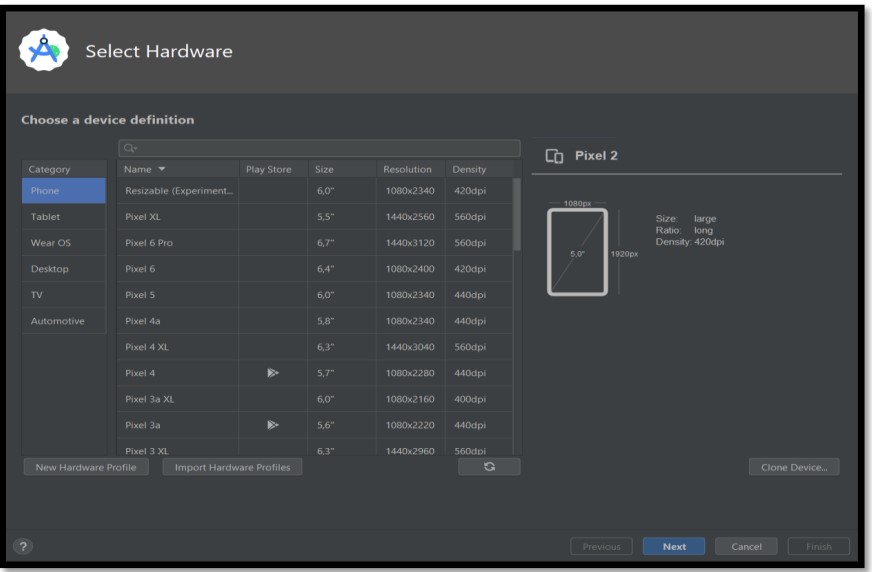 Select Hardware
Choose a device definition
Category
Phone
Tablet
Wear OS
Desktop
TV
Automotive
Name Play Store Size Resolution Density
Resizable (Experiment... 6,0" 1080x2340 420dpi
Pixel XL 5,5" 1440x2560 560dpi
Pixel 6 Pro 6,7" 1440x3120 560dpi
Pixel 6 6,4" 1080x2400 420dpi
Pixel 5 6,0" 1080x2340 440dpi
Pixel 4a 5,8" 1080x2340 440dpi
Pixel 4 XL 6,3" 1440x3040 560dpi
Pixel 4 5,7" 1080x2280 440dpi
Pixel 3a XL 6,0" 1080x2160 400dpi
Pixel 3a 5,6" 1080x2220 440dpi
Pixel 3 XL 6,3" 1440x2960 560dpi
Pixel 2
1080px
5,0" 1920px
Size: large
Ratio: long
Density: 420dpi
New Hardware Profile Import Hardware Profiles Clone Device...
? Previous Next Cancel Finish